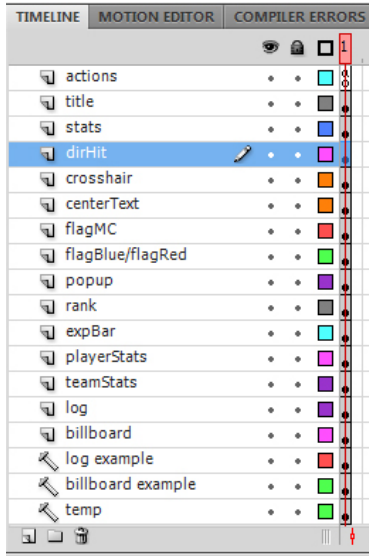 TIMELINE MOTION EDITOR COMPILER ERRORS
1
actions
title
stats
dirHit
crosshair
centerText
flagMC
flagBlue/flagRed
popup
rank
expBar
playerStats
teamStats
log
billboard
log example
billboard example
temp